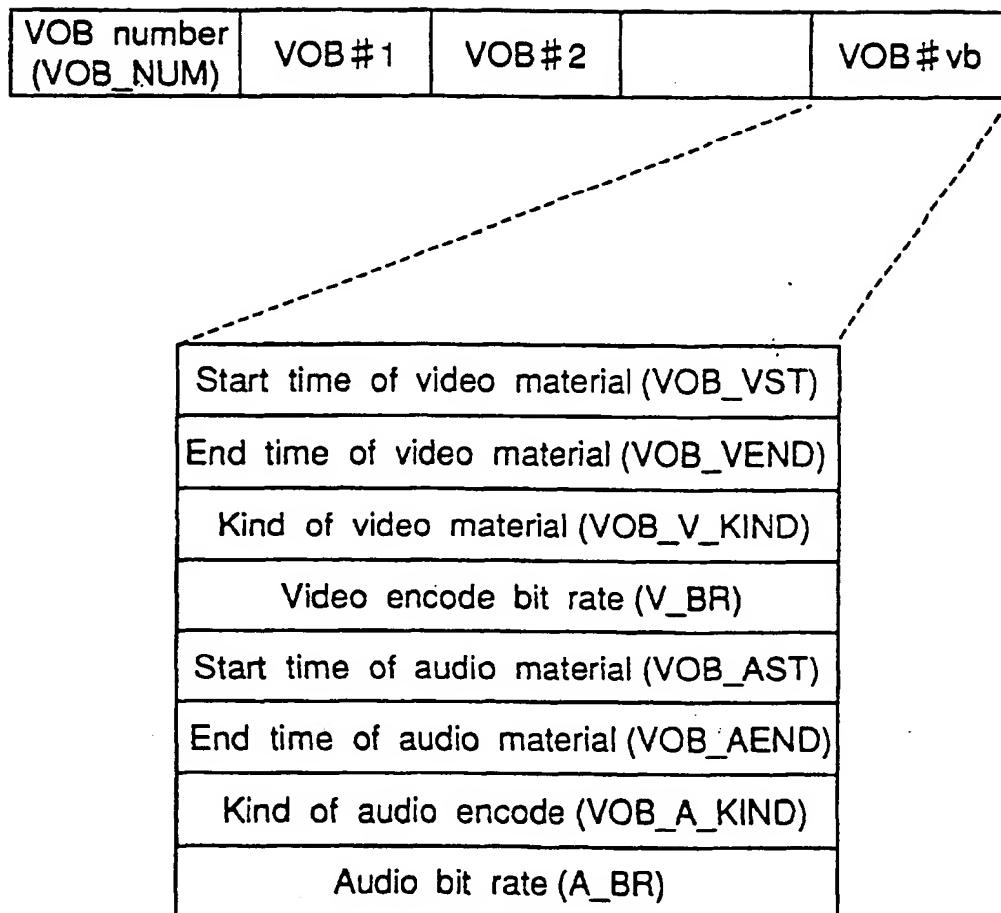 VOB number
(VOB_NUM)
VOB#1
VOB#2
VOB#vb
Start time of video material (VOB_VST)
End time of video material (VOB_VEND)
Kind of video material (VOB_V_KIND)
Video encode bit rate (V_BR)
Start time of audio material (VOB_AST)
End time of audio material (VOB_AEND)
Kind of audio encode (VOB_A_KIND)
Audio bit rate (A_BR)